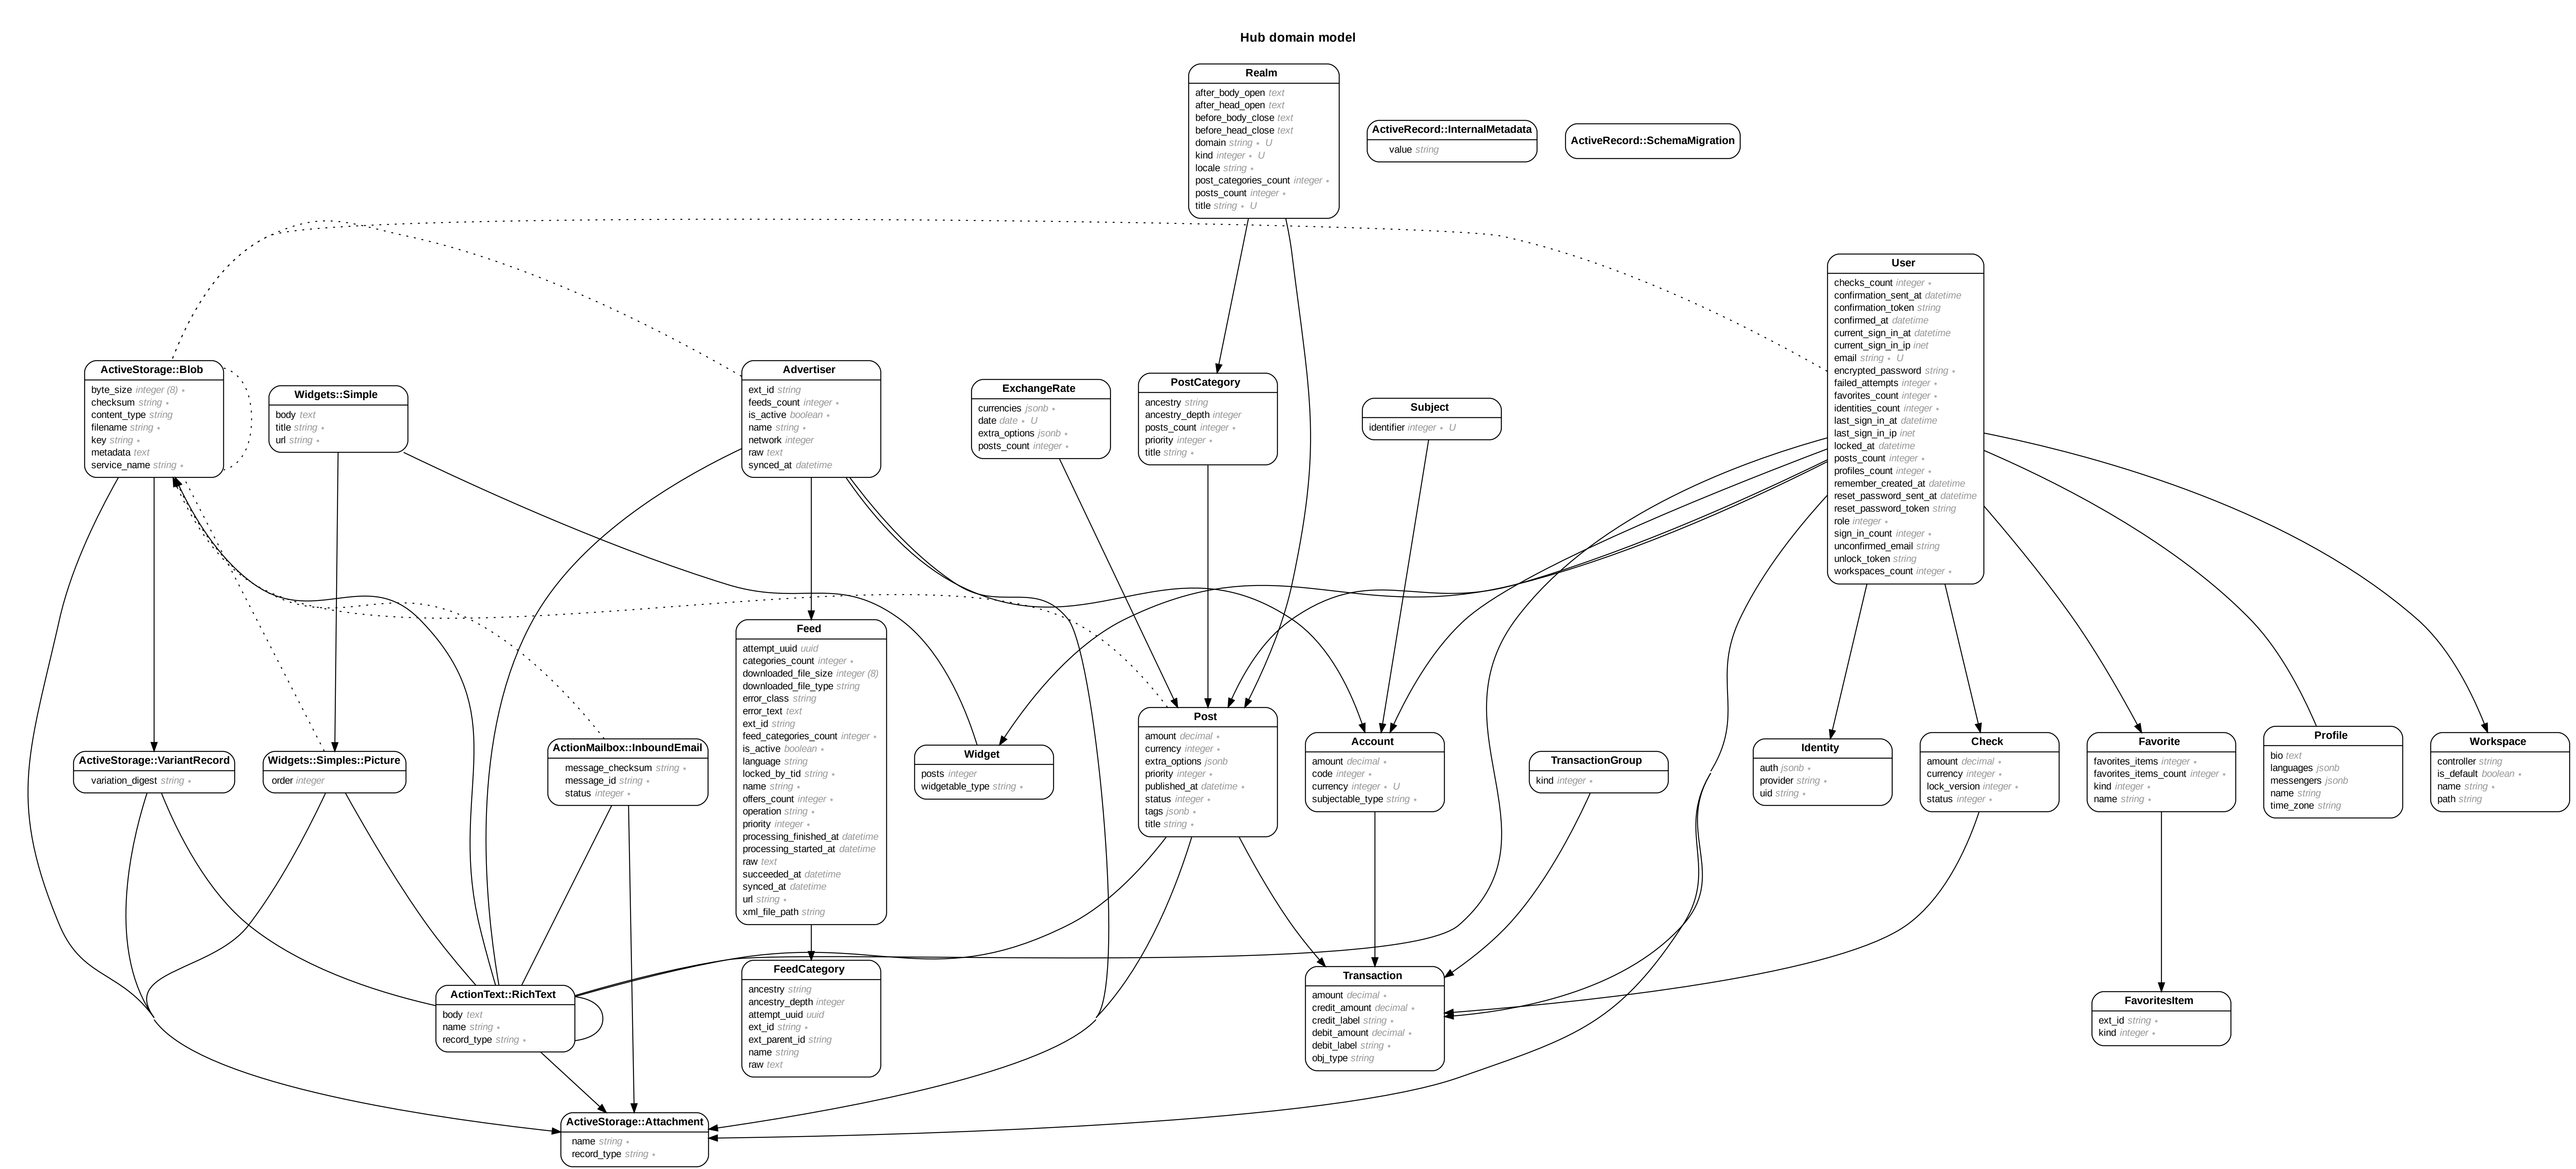 Hub domain model
Realm
after_body_open text
after_head_open text
before_body_close text
before_head_close text
domain string ∗ U
kind integer ∗ U
locale string ∗
post_categories_count integer ∗
posts_count integer ∗
title string ∗ U
ActiveRecord::InternalMetadata
value string
ActiveRecord::SchemaMigration
User
checks_count integer ∗
confirmation_sent_at datetime
confirmation_token string
confirmed_at datetime
current_sign_in_at datetime
current_sign_in_ip inet
email string ∗ U
encrypted_password string ∗
failed_attempts integer ∗
favorites_count integer ∗
identities_count integer ∗
last_sign_in_at datetime
last_sign_in_ip inet
locked_at datetime
posts_count integer ∗
profiles_count integer ∗
remember_created_at datetime
reset_password_sent_at datetime
reset_password_token string
role integer ∗
sign_in_count integer ∗
unconfirmed_email string
unlock_token string
workspaces_count integer ∗
ActiveStorage::Blob
byte_size integer (8) ∗
checksum string ∗
content_type string
filename string ∗
key string ∗
metadata text
service_name string ∗
Widgets::Simple
body text
title string ∗
url string ∗
Advertiser
ext_id string
feeds_count integer ∗
is_active boolean ∗
name string ∗
network integer
raw text
synced_at datetime
ExchangeRate
currencies jsonb ∗
date date ∗ U
extra_options jsonb ∗
posts_count integer ∗
PostCategory
ancestry string
ancestry_depth integer
posts_count integer ∗
priority integer ∗
title string ∗
Subject
identifier integer ∗ U
Feed
attempt_uuid uuid
categories_count integer ∗
downloaded_file_size integer (8)
downloaded_file_type string
error_class string
error_text text
ext_id string
feed_categories_count integer ∗
is_active boolean ∗
language string
locked_by_tid string ∗
name string ∗
offers_count integer ∗
operation string ∗
priority integer ∗
processing_finished_at datetime
processing_started_at datetime
raw text
succeeded_at datetime
synced_at datetime
url string ∗
xml_file_path string
ActiveStorage::VariantRecord
variation_digest string ∗
Widgets::Simples::Picture
order integer
ActionMailbox::InboundEmail
message_checksum string ∗
message_id string ∗
status integer ∗
Widget
posts integer
widgetable_type string ∗
Post
amount decimal ∗
currency integer ∗
extra_options jsonb
priority integer ∗
published_at datetime ∗
status integer ∗
tags jsonb ∗
title string ∗
Account
amount decimal ∗
code integer ∗
currency integer ∗ U
subjectable_type string ∗
TransactionGroup
kind integer ∗
Identity
auth jsonb ∗
provider string ∗
uid string ∗
Check
amount decimal ∗
currency integer ∗
lock_version integer ∗
status integer ∗
Favorite
favorites_items integer ∗
favorites_items_count integer ∗
kind integer ∗
name string ∗
Profile
bio text
languages jsonb
messengers jsonb
name string
time_zone string
Workspace
controller string
is_default boolean ∗
name string ∗
path string
ActionText::RichText
body text
name string ∗
record_type string ∗
FeedCategory
ancestry string
ancestry_depth integer
attempt_uuid uuid
ext_id string ∗
ext_parent_id string
name string
raw text
Transaction
amount decimal ∗
credit_amount decimal ∗
credit_label string ∗
debit_amount decimal ∗
debit_label string ∗
obj_type string
FavoritesItem
ext_id string ∗
kind integer ∗
ActiveStorage::Attachment
name string ∗
record_type string ∗